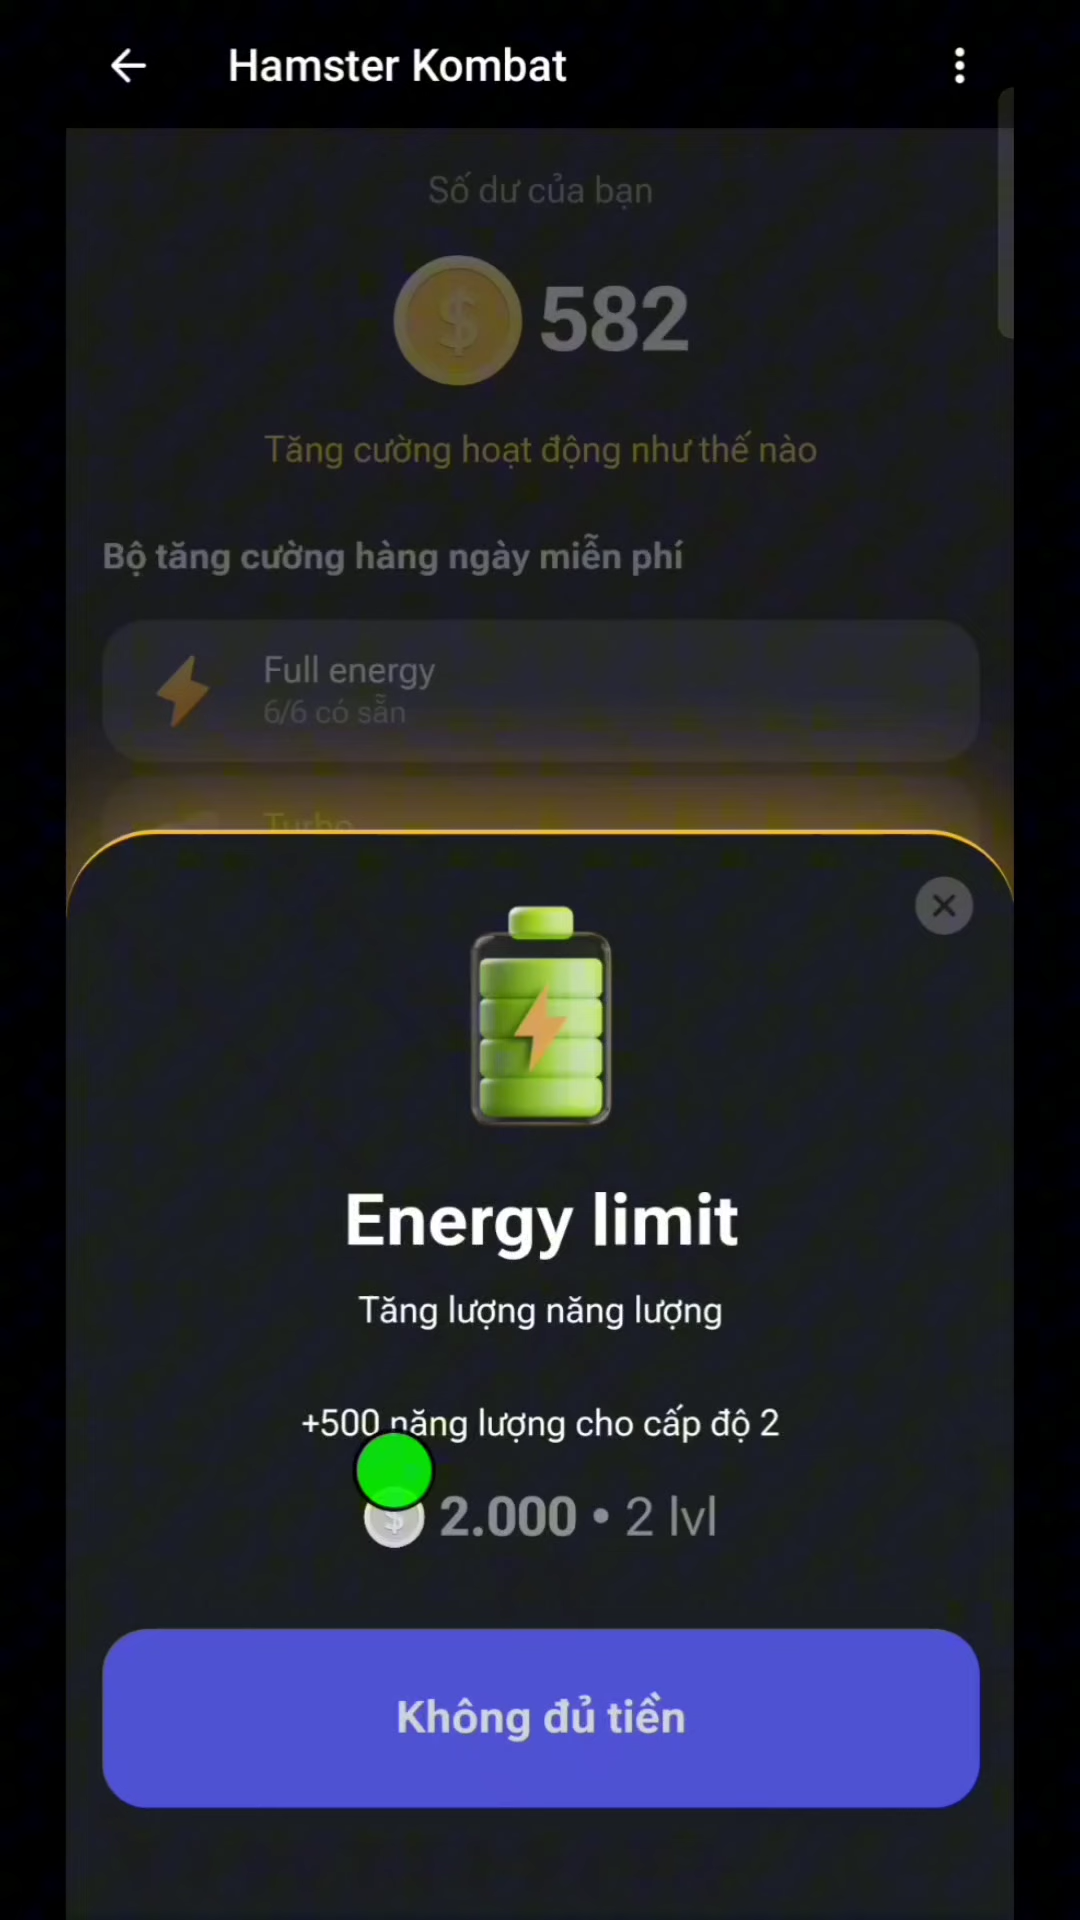 Hamster Kombat
Số dư của bạn
582
Tăng cường hoạt động như thế nào
Bộ tăng cường hàng ngày miễn phí
Full energy
6/6 có sẵn
Turbo
Energy limit
Tăng lượng năng lượng
+500 năng lượng cho cấp độ 2
2.000 • 2 lvl
Không đủ tiền